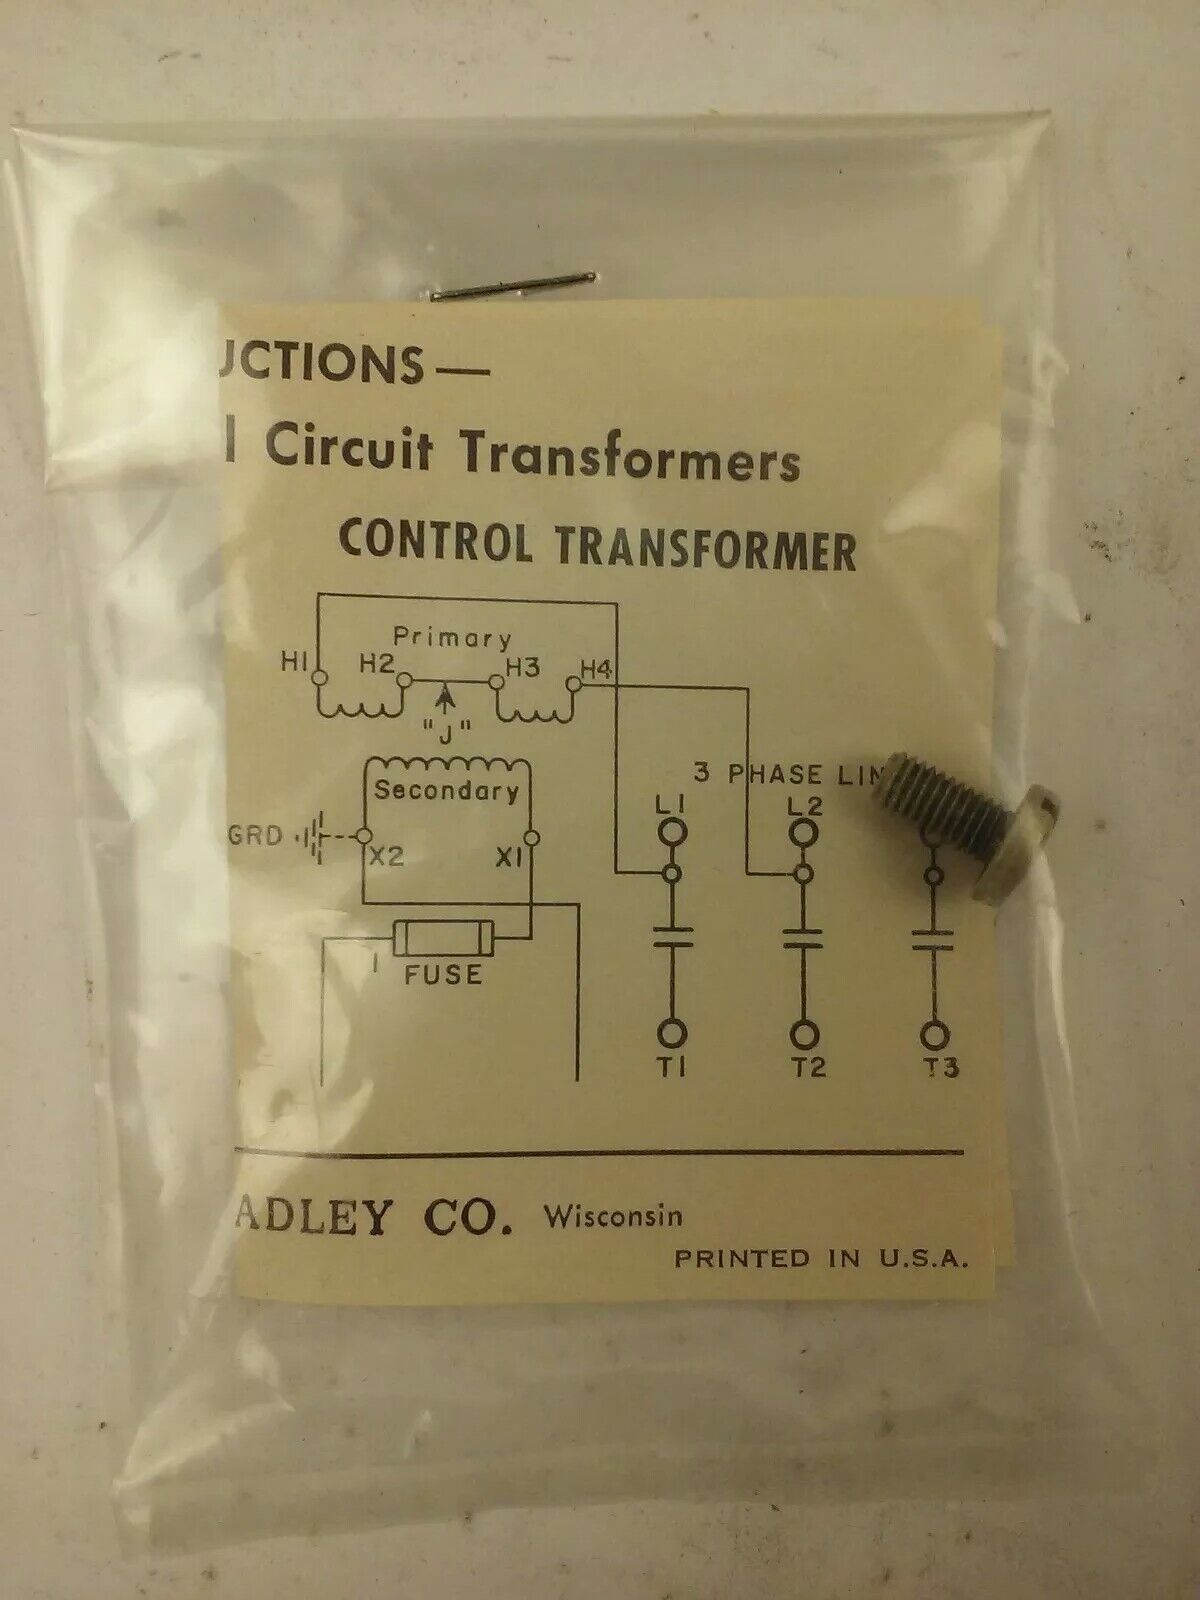 UCTIONS—
l Circuit Transformers
CONTROL TRANSFORMER
Primary
H1 H2 H3 H4
"J"
Secondary
3 PHASE LIN
L1 L2
GRD X2 X1
1 FUSE
T1 T2 T3
ADLEY CO. Wisconsin
PRINTED IN U.S.A.